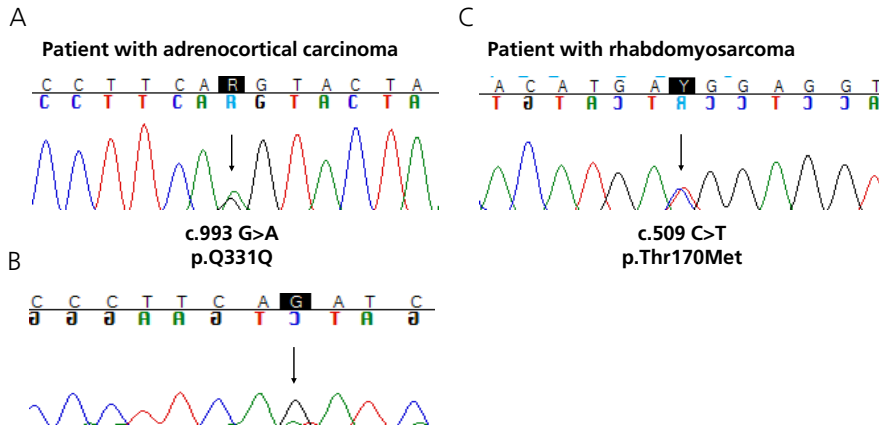 A
Patient with adrenocortical carcinoma
C C T T C A R G T A C T A
C C T T C A R G T A C T A
c.993 G>A
p.Q331Q
B
C C C T T C A G A T C
G G G A A G T C T A G
C
Patient with rhabdomyosarcoma
A C A T G A Y G G A G G T
T G T A C T R C C T C C A
c.509 C>T
p.Thr170Met